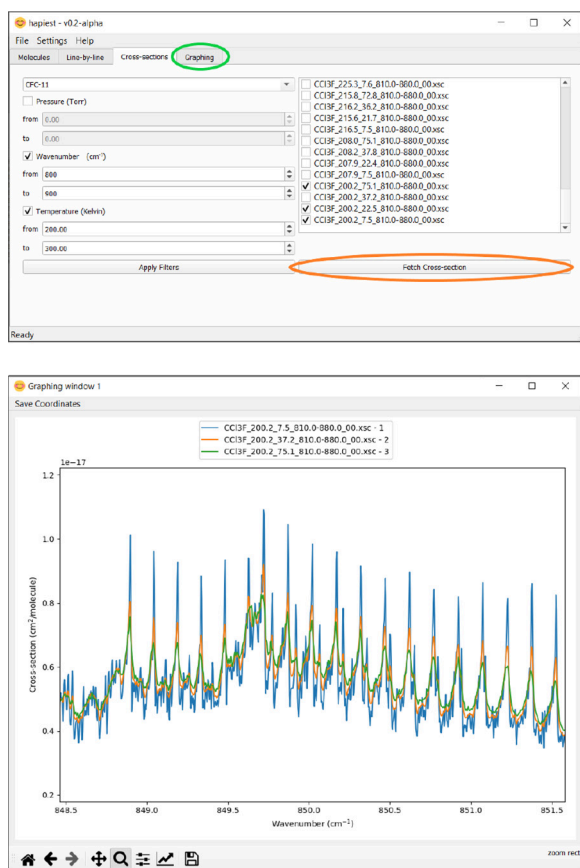 hapiest - v0.2-alpha
File Settings Help
Molecules Line-by-line Cross-sections Graphing
CFC-11
Pressure (Torr)
from 0.00
to 0.00
Wavenumber (cm⁻¹)
from 800
to 900
Temperature (Kelvin)
from 200.00
to 300.00
CCl3F_225.3_7.6_810.0-880.0_00.xsc
CCl3F_215.8_72.8_810.0-880.0_00.xsc
CCl3F_216.2_36.2_810.0-880.0_00.xsc
CCl3F_215.6_21.7_810.0-880.0_00.xsc
CCl3F_216.5_7.5_810.0-880.0_00.xsc
CCl3F_208.0_75.1_810.0-880.0_00.xsc
CCl3F_208.2_37.8_810.0-880.0_00.xsc
CCl3F_207.9_22.4_810.0-880.0_00.xsc
CCl3F_207.9_7.5_810.0-880.0_00.xsc
CCl3F_200.2_75.1_810.0-880.0_00.xsc
CCl3F_200.2_37.2_810.0-880.0_00.xsc
CCl3F_200.2_22.5_810.0-880.0_00.xsc
CCl3F_200.2_7.5_810.0-880.0_00.xsc
Apply Filters Fetch Cross-section
Ready
Graphing window 1
Save Coordinates
CCl3F_200.2_7.5_810.0-880.0_00.xsc - 1
CCl3F_200.2_37.2_810.0-880.0_00.xsc - 2
CCl3F_200.2_75.1_810.0-880.0_00.xsc - 3
1e-17
1.2
1.0
0.8
0.6
0.4
0.2
Cross-section (cm²/molecule)
848.5 849.0 849.5 850.0 850.5 851.0 851.5
Wavenumber (cm⁻¹)
zoom rect